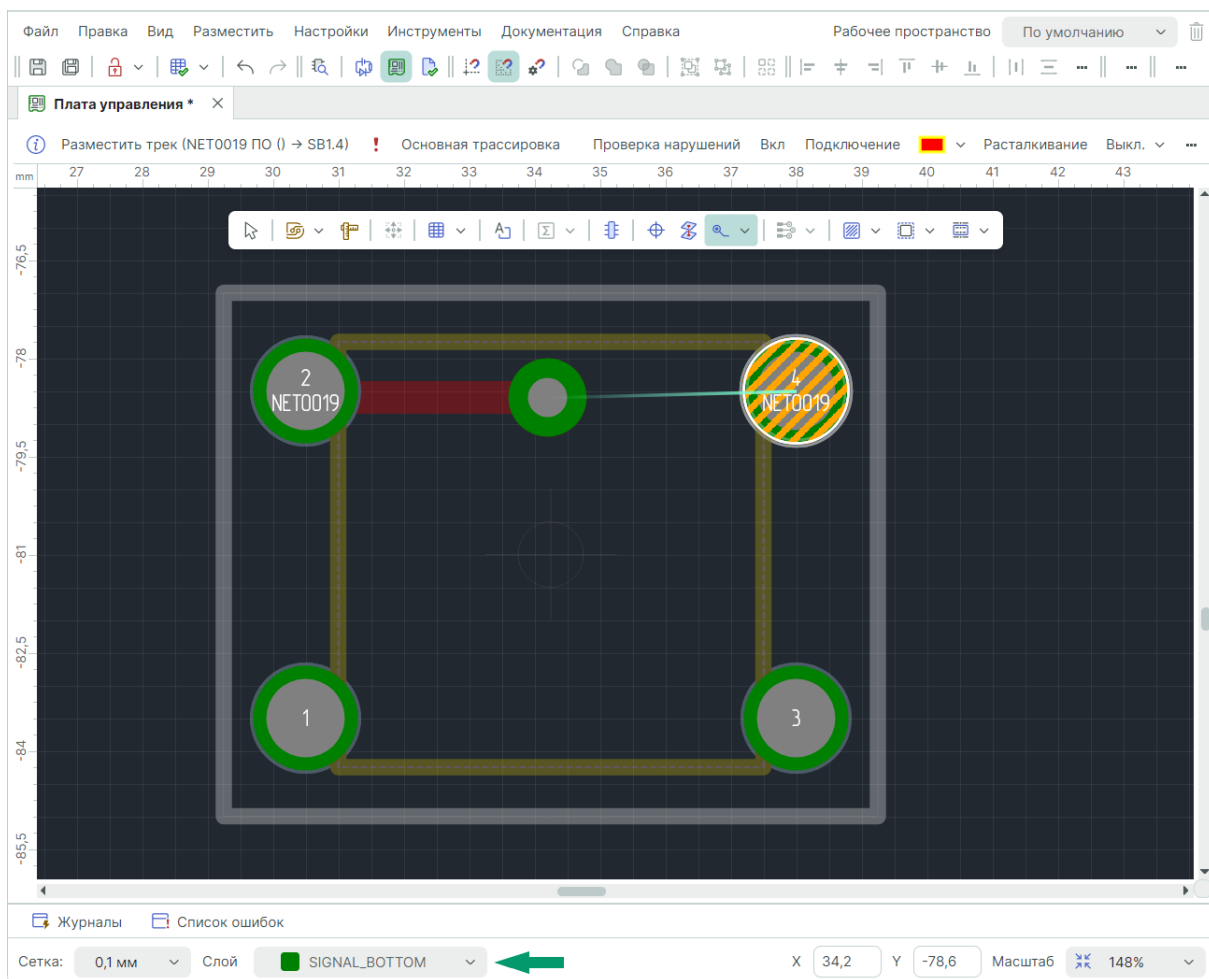 Файл Правка Вид Разместить Настройки Инструменты Документация Справка Рабочее пространство По умолчанию
Плата управления *
Разместить трек (NET0019 ПО () → SB1.4) Основная трассировка Проверка нарушений Вкл Подключение Расталкивание Выкл.
mm 27 28 29 30 31 32 33 34 35 36 37 38 39 40 41 42 43
-76,5
-78
-79,5
-81
-82,5
-84
-85,5
2 4
NET0019 NET0019
1 3
Журналы Список ошибок
Сетка: 0,1 мм Слой SIGNAL_BOTTOM X 34,2 Y -78,6 Масштаб 148%